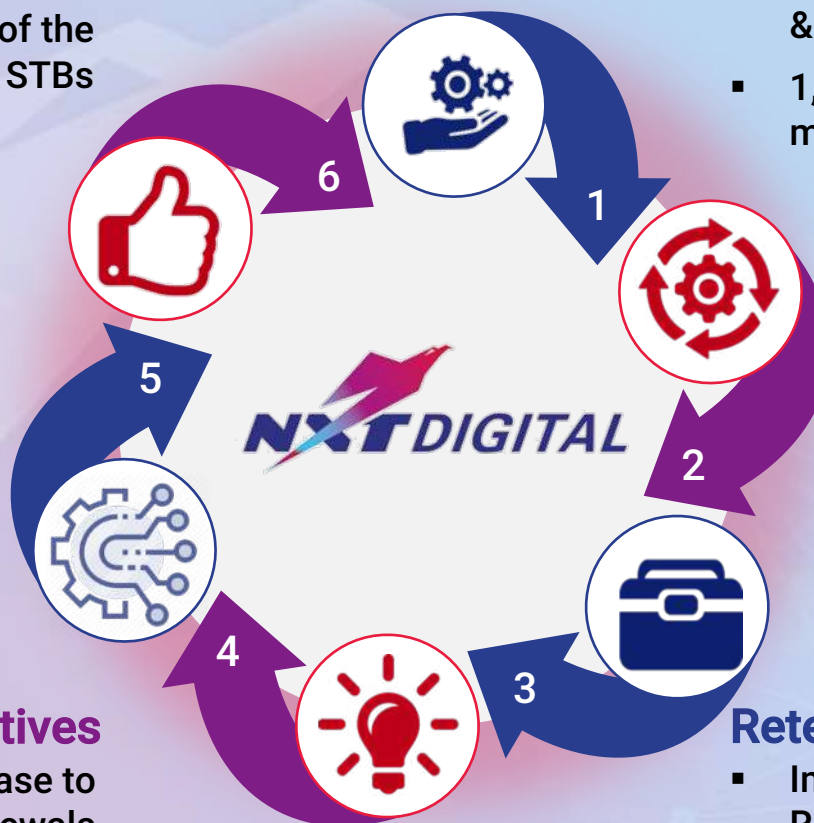 of the
STBs
&
1,
m
6
1
5
NXTDIGITAL
2
4
3
tives
ase to
Rete
In